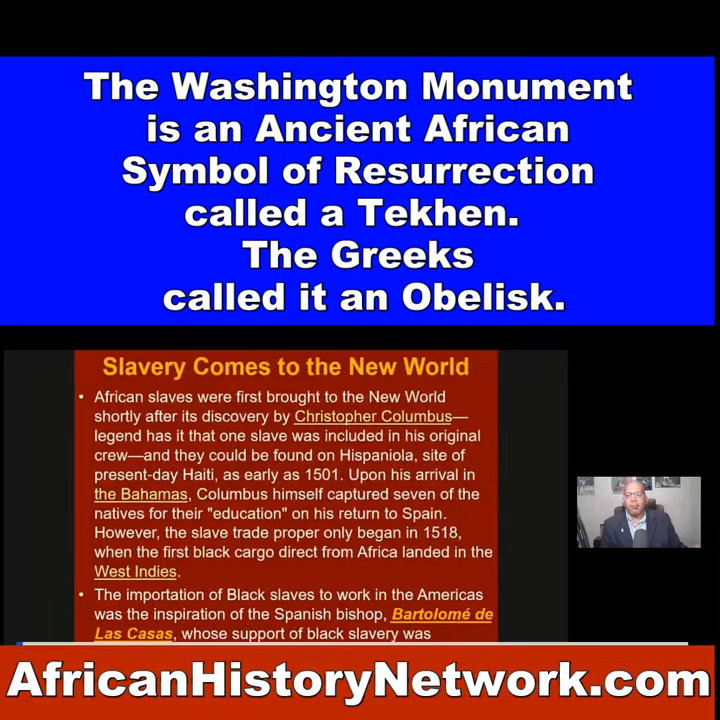 The Washington Monument
is an Ancient African
Symbol of Resurrection
called a Tekhen.
The Greeks
called it an Obelisk.
Slavery Comes to the New World
• African slaves were first brought to the New World
shortly after its discovery by Christopher Columbus—
legend has it that one slave was included in his original
crew—and they could be found on Hispaniola, site of
present-day Haiti, as early as 1501. Upon his arrival in
the Bahamas, Columbus himself captured seven of the
natives for their "education" on his return to Spain.
However, the slave trade proper only began in 1518,
when the first black cargo direct from Africa landed in the
West Indies.
• The importation of Black slaves to work in the Americas
was the inspiration of the Spanish bishop, Bartolomé de
Las Casas, whose support of black slavery was
AfricanHistoryNetwork.com